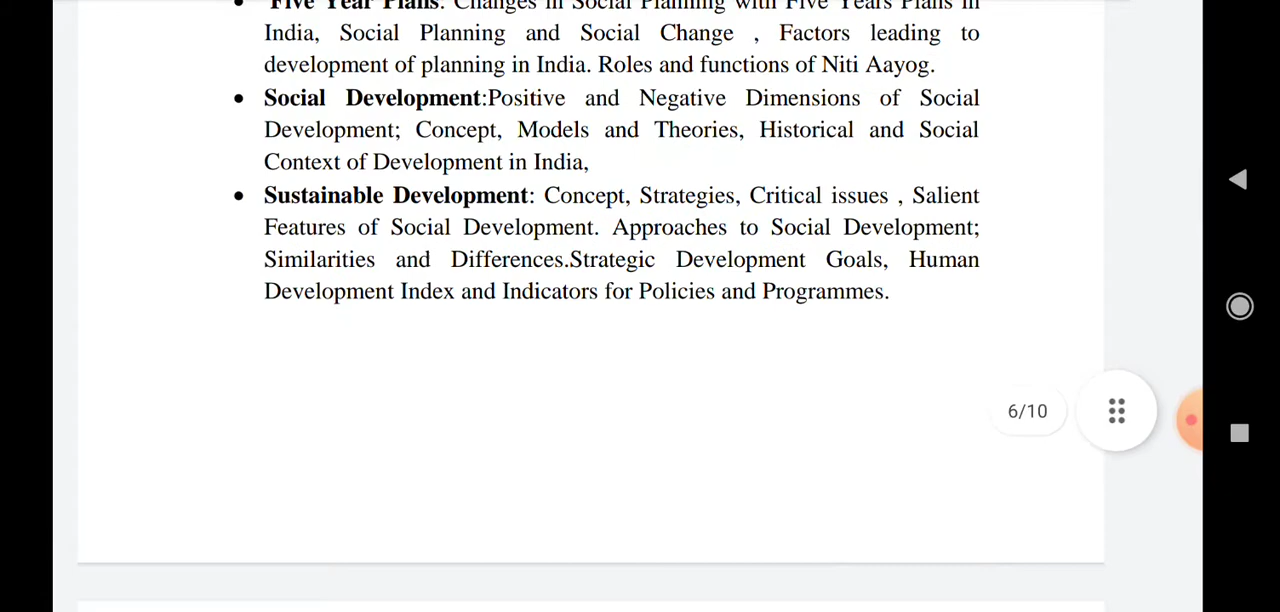 • Five Year Plans: Changes in Social Planning with Five Years Plans in
India, Social Planning and Social Change , Factors leading to
development of planning in India. Roles and functions of Niti Aayog.
• Social Development:Positive and Negative Dimensions of Social
Development; Concept, Models and Theories, Historical and Social
Context of Development in India,
• Sustainable Development: Concept, Strategies, Critical issues , Salient
Features of Social Development. Approaches to Social Development;
Similarities and Differences.Strategic Development Goals, Human
Development Index and Indicators for Policies and Programmes.
6/10